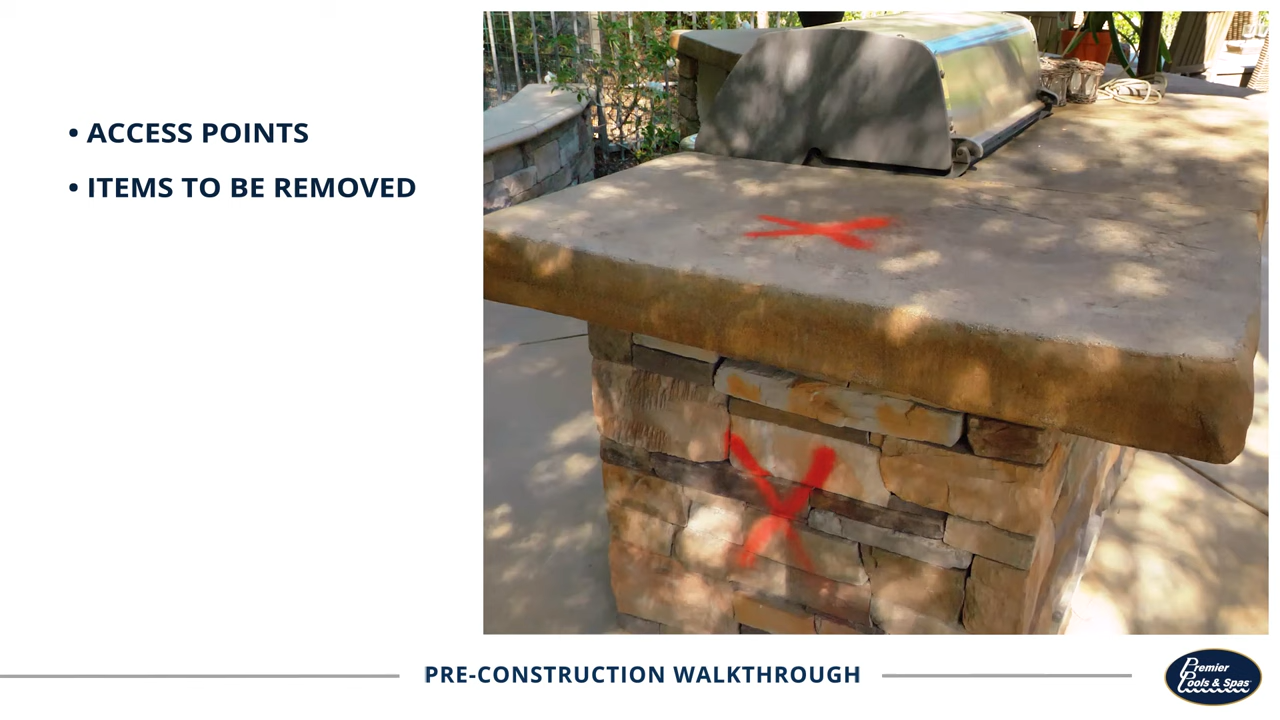 • ACCESS POINTS
• ITEMS TO BE REMOVED
PRE-CONSTRUCTION WALKTHROUGH
Premier
Pools & Spas